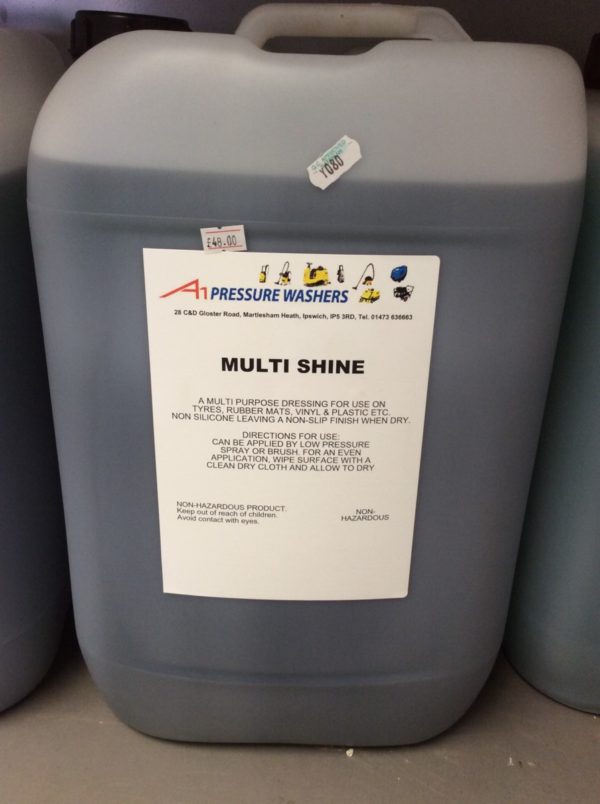 Y080
£48.00
A1 PRESSURE WASHERS
28 C&D Gloster Road, Martlesham Heath, Ipswich, IP5 3RD, Tel. 01473 636663
MULTI SHINE
A MULTI PURPOSE DRESSING FOR USE ON
TYRES, RUBBER MATS, VINYL & PLASTIC ETC.
NON SILICONE LEAVING A NON-SLIP FINISH WHEN DRY.
DIRECTIONS FOR USE:
CAN BE APPLIED BY LOW PRESSURE
SPRAY OR BRUSH. FOR AN EVEN
APPLICATION, WIPE SURFACE WITH A
CLEAN DRY CLOTH AND ALLOW TO DRY
NON-HAZARDOUS PRODUCT.
Keep out of reach of children.
Avoid contact with eyes.
NON-
HAZARDOUS